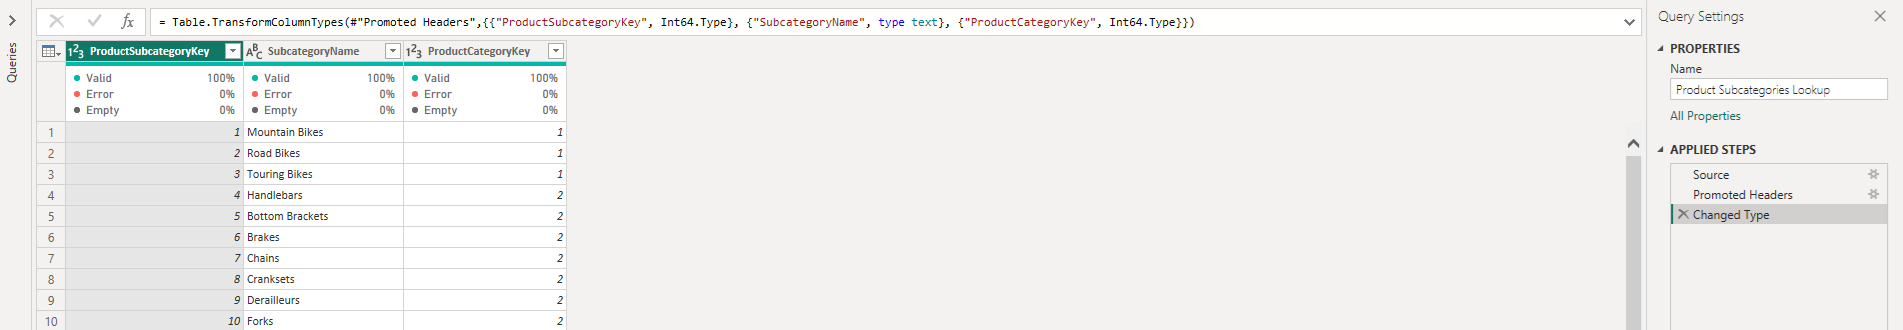 = Table.TransformColumnTypes(#"Promoted Headers",{{"ProductSubcategoryKey", Int64.Type}, {"SubcategoryName", type text}, {"ProductCategoryKey", Int64.Type}})
Queries
ProductSubcategoryKey SubcategoryName ProductCategoryKey
Valid 100% Valid 100% Valid 100%
Error 0% Error 0% Error 0%
Empty 0% Empty 0% Empty 0%
1 1 Mountain Bikes 1
2 2 Road Bikes 1
3 3 Touring Bikes 1
4 4 Handlebars 2
5 5 Bottom Brackets 2
6 6 Brakes 2
7 7 Chains 2
8 8 Cranksets 2
9 9 Derailleurs 2
10 10 Forks 2
Query Settings
PROPERTIES
Name
Product Subcategories Lookup
All Properties
APPLIED STEPS
Source
Promoted Headers
Changed Type